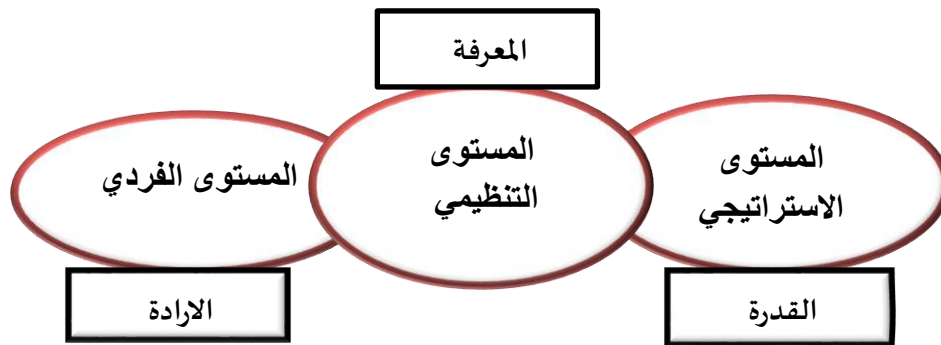 المعرفة
المستوى
الاستراتيجي
المستوى
التنظيمي
المستوى الفردي
القدرة
الارادة